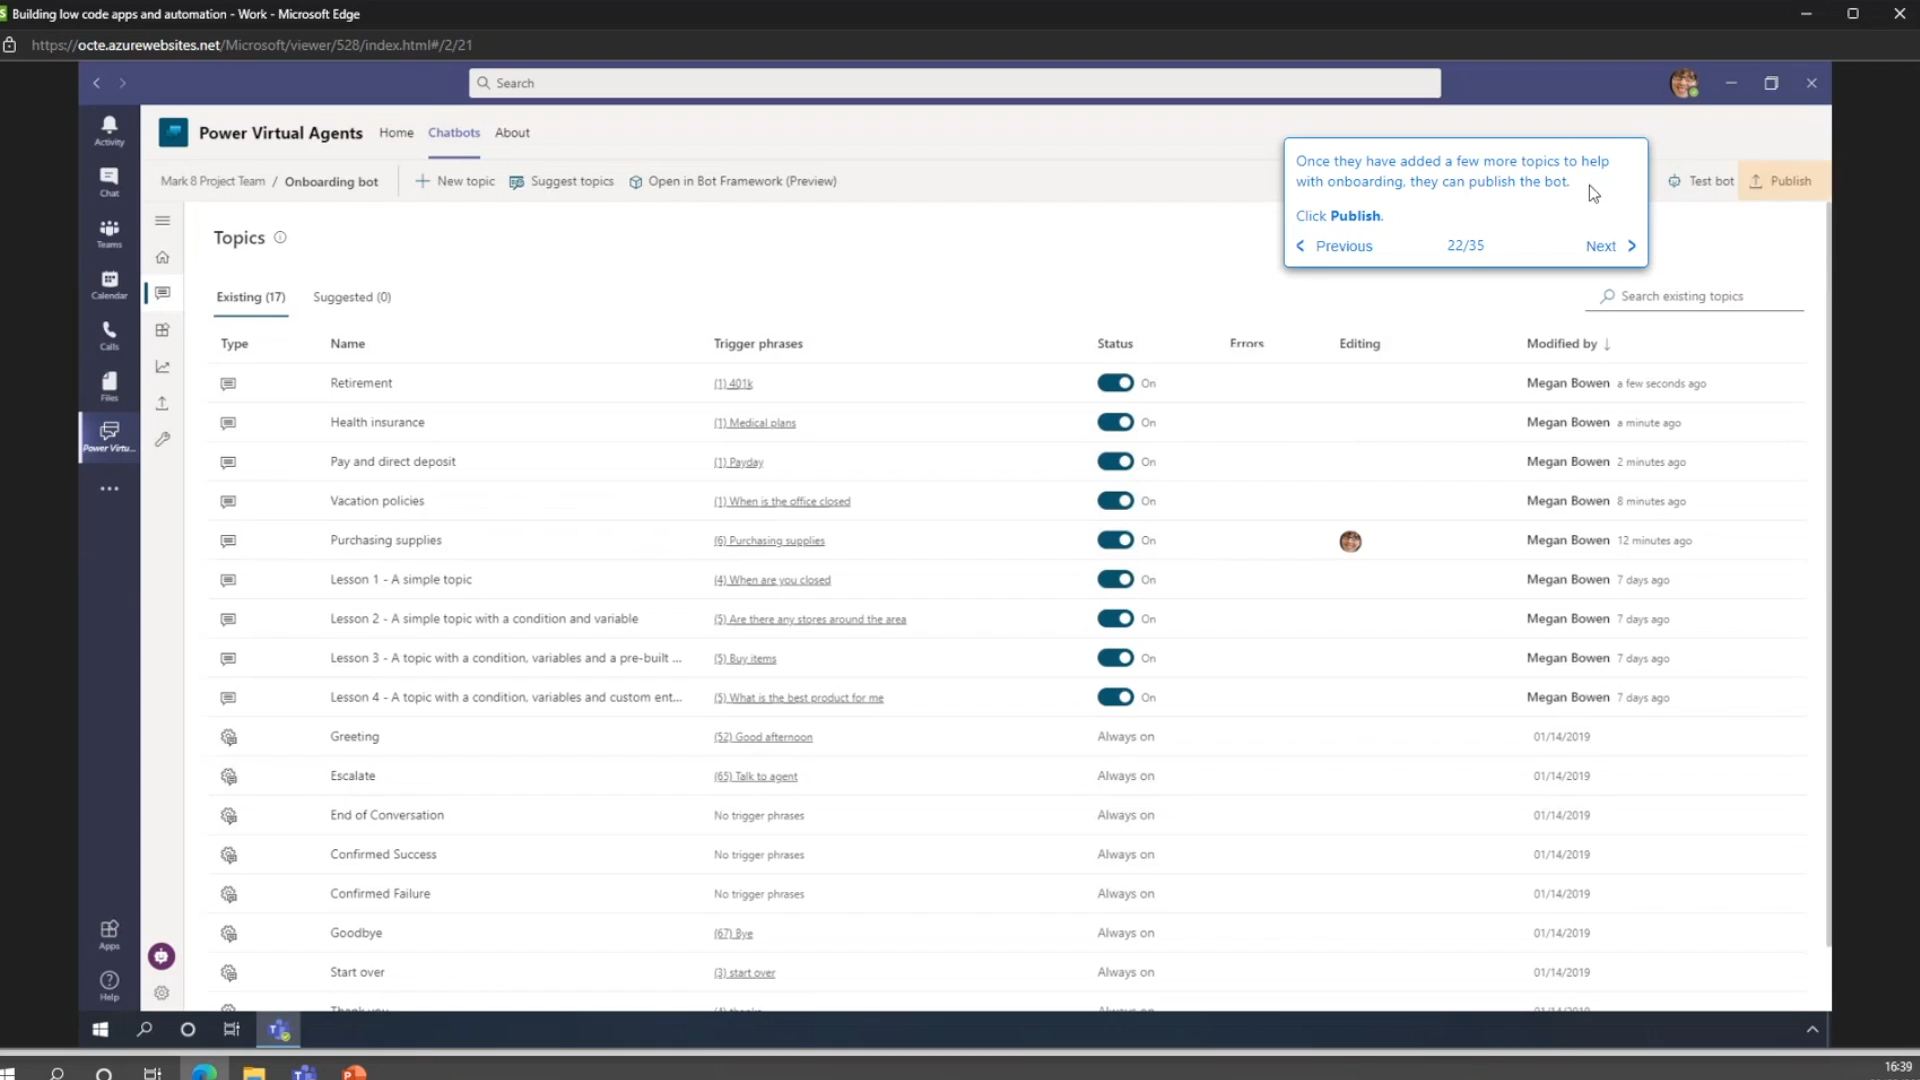 Building low code apps and automation - Work - Microsoft Edge
https://octe.azurewebsites.net/Microsoft/viewer/528/index.html#/2/21
Search
Activity
Chat
Teams
Calendar
Calls
Files
Power Virtu...
Apps
Help
Power Virtual Agents Home Chatbots About
Mark 8 Project Team / Onboarding bot New topic Suggest topics Open in Bot Framework (Preview) Test bot Publish
Once they have added a few more topics to help
with onboarding, they can publish the bot.
Click Publish.
Previous 22/35 Next
Topics
Existing (17) Suggested (0) Search existing topics
Type Name Trigger phrases Status Errors Editing Modified by
Retirement (1) 401k On Megan Bowen a few seconds ago
Health insurance (1) Medical plans On Megan Bowen a minute ago
Pay and direct deposit (1) Payday On Megan Bowen 2 minutes ago
Vacation policies (1) When is the office closed On Megan Bowen 8 minutes ago
Purchasing supplies (6) Purchasing supplies On Megan Bowen 12 minutes ago
Lesson 1 - A simple topic (4) When are you closed On Megan Bowen 7 days ago
Lesson 2 - A simple topic with a condition and variable (5) Are there any stores around the area On Megan Bowen 7 days ago
Lesson 3 - A topic with a condition, variables and a pre-built ... (5) Buy items On Megan Bowen 7 days ago
Lesson 4 - A topic with a condition, variables and custom ent... (5) What is the best product for me On Megan Bowen 7 days ago
Greeting (52) Good afternoon Always on 01/14/2019
Escalate (65) Talk to agent Always on 01/14/2019
End of Conversation No trigger phrases Always on 01/14/2019
Confirmed Success No trigger phrases Always on 01/14/2019
Confirmed Failure No trigger phrases Always on 01/14/2019
Goodbye (67) Bye Always on 01/14/2019
Start over (3) start over Always on 01/14/2019
16:39